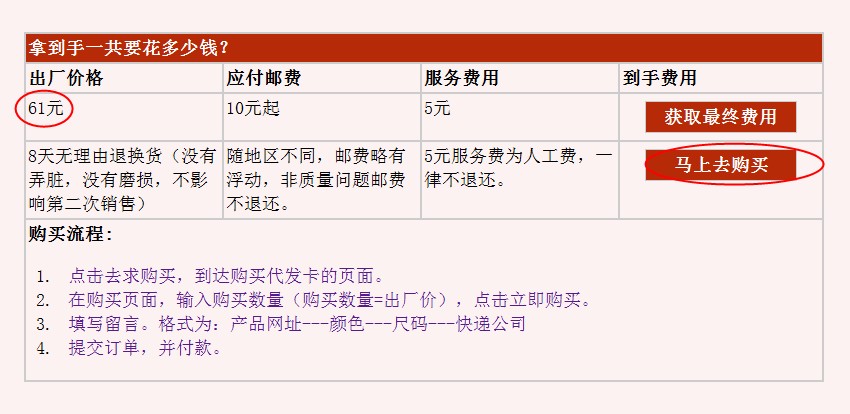 拿到手一共要花多少钱?
出厂价格 应付邮费 服务费用 到手费用
61元 10元起 5元 获取最终费用
8天无理由退换货（没有弄脏，没有磨损，不影响第二次销售）
随地区不同，邮费略有浮动，非质量问题邮费不退还。
5元服务费为人工费，一律不退还。
马上去购买
购买流程:
1. 点击去求购买，到达购买代发卡的页面。
2. 在购买页面，输入购买数量（购买数量=出厂价），点击立即购买。
3. 填写留言。格式为: 产品网址---颜色---尺码---快递公司
4. 提交订单，并付款。